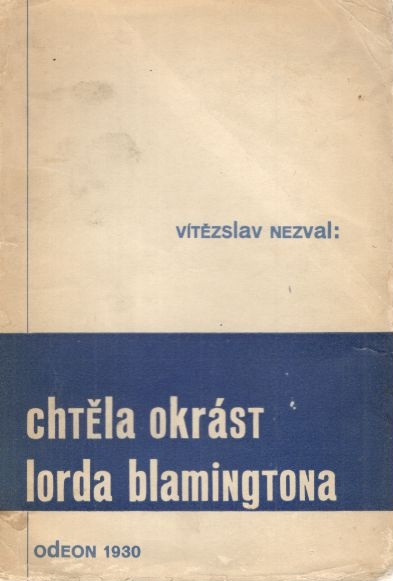 vítězslav nezval:
chtěla okrást
lorda blamingtona
odeon 1930